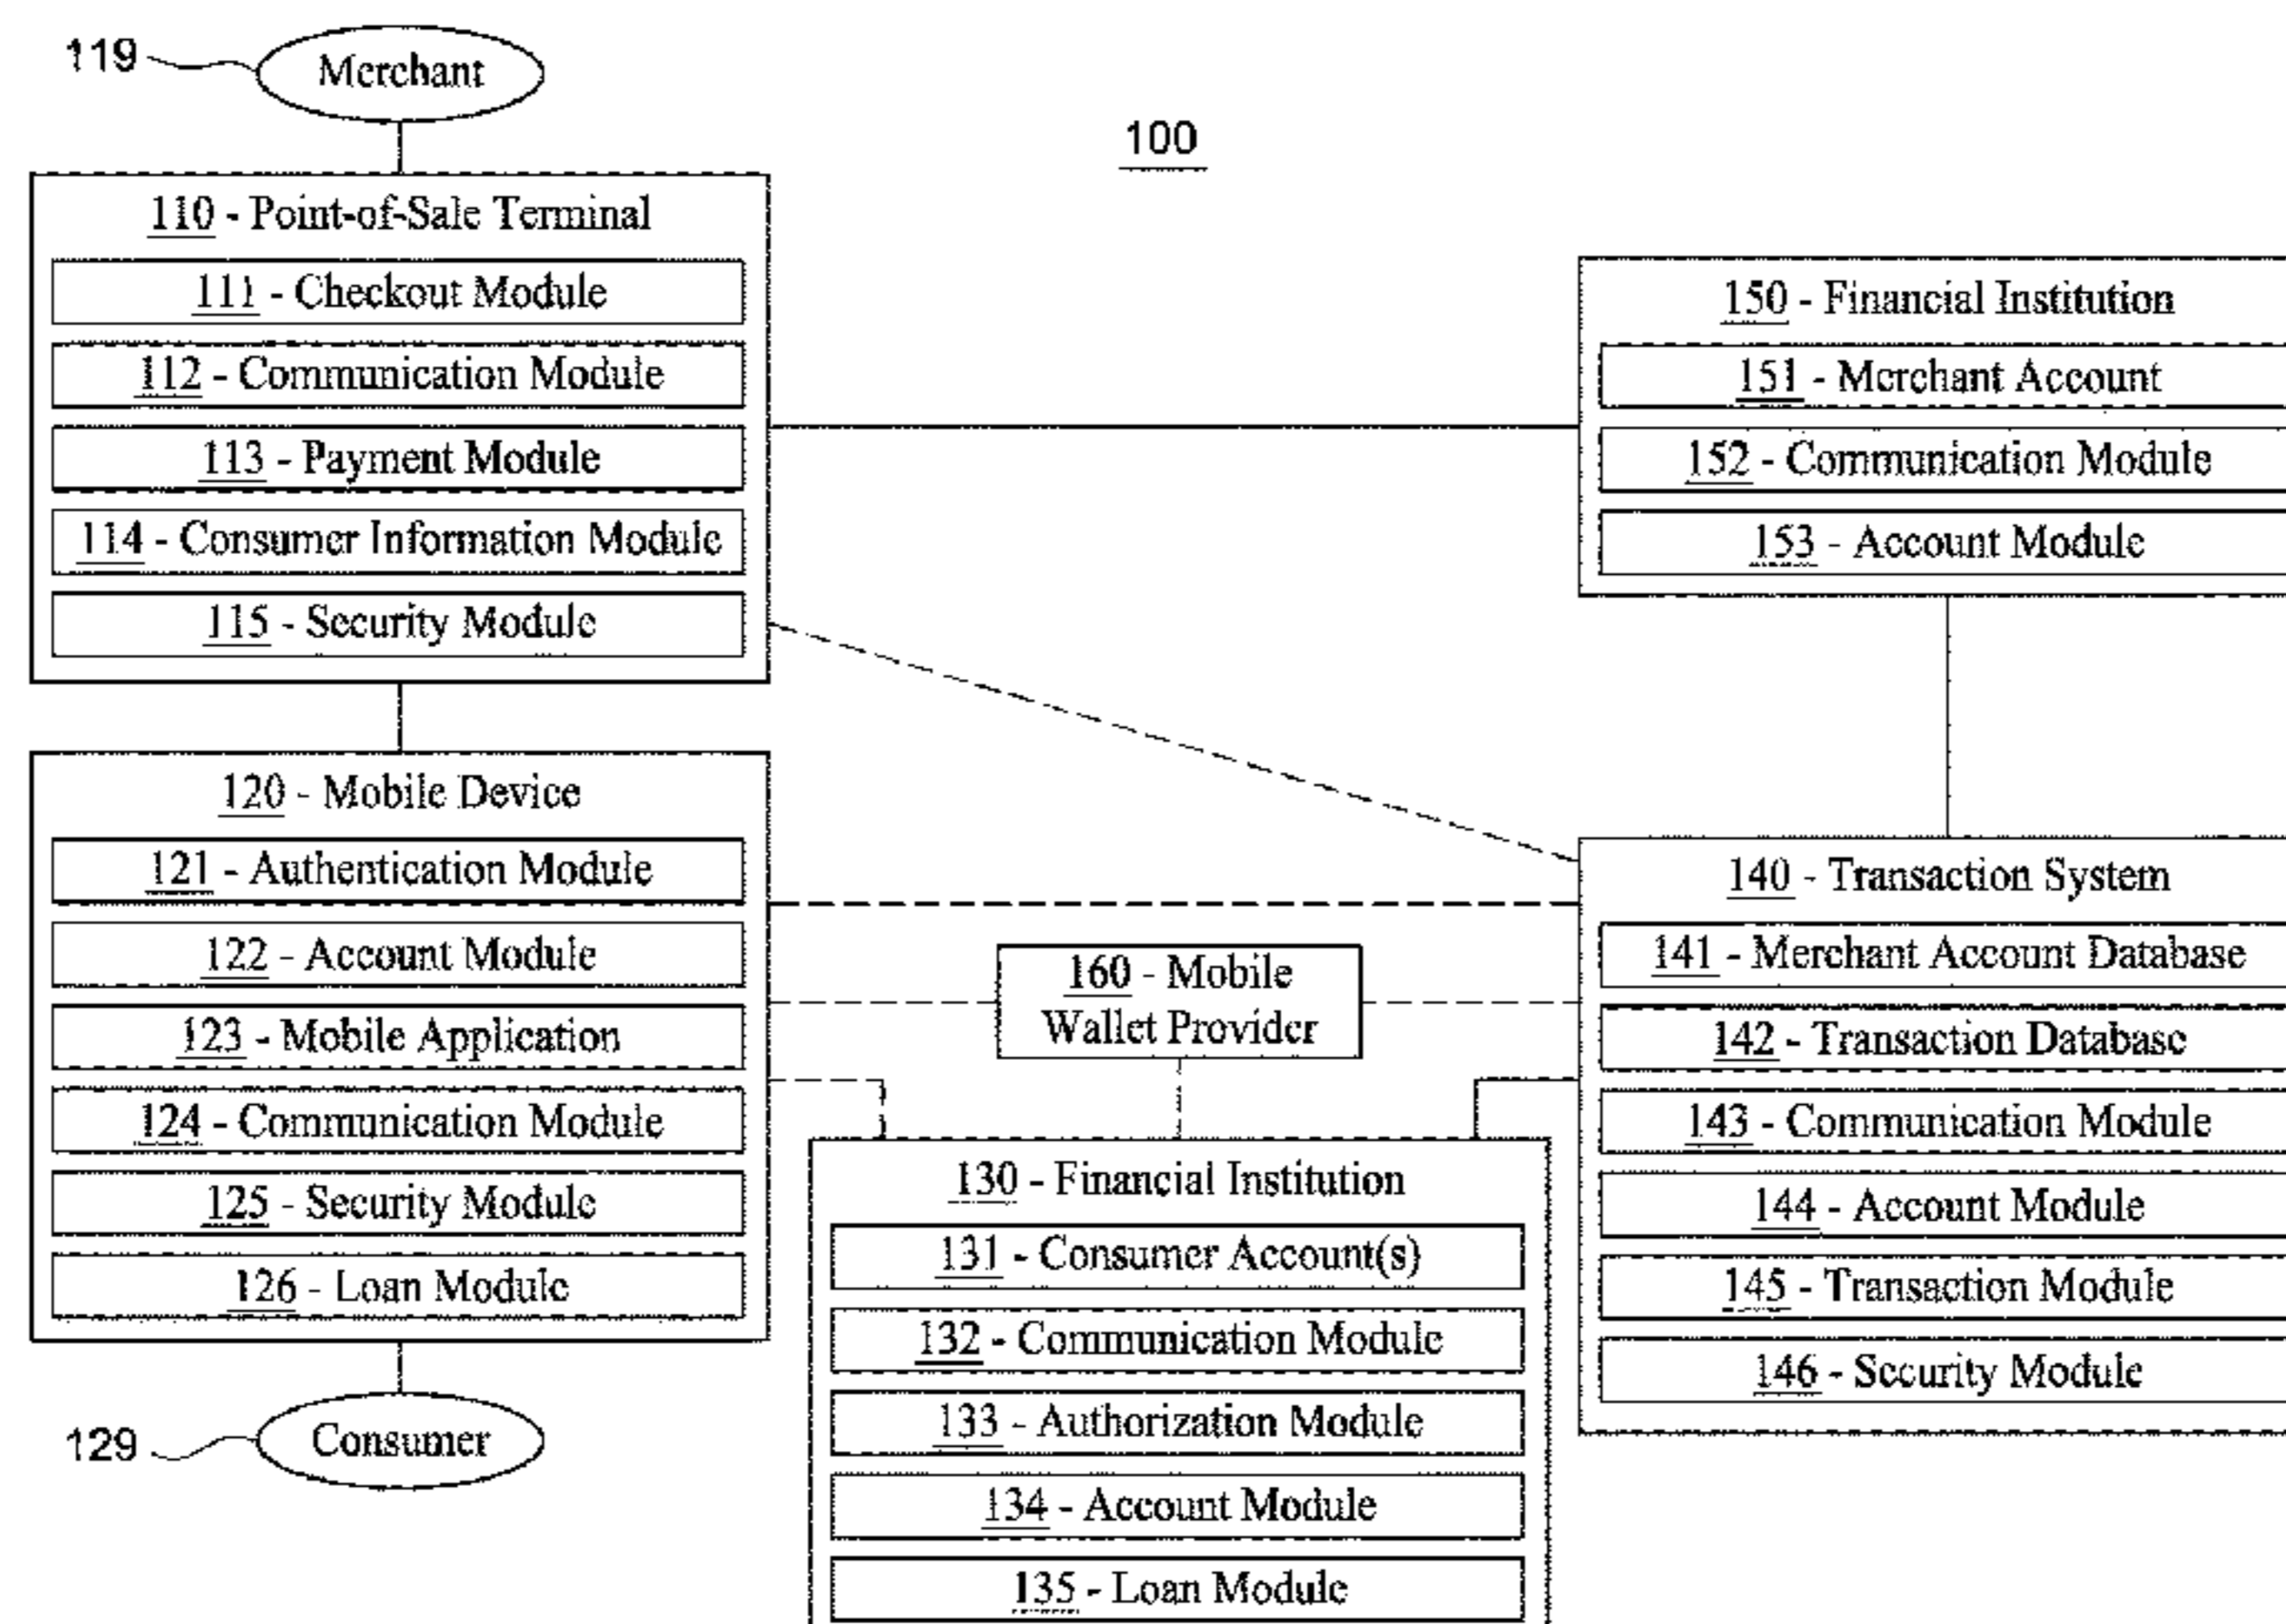 119
Merchant
100
110 - Point-of-Sale Terminal
111 - Checkout Module
112 - Communication Module
113 - Payment Module
114 - Consumer Information Module
115 - Security Module
150 - Financial Institution
151 - Merchant Account
152 - Communication Module
153 - Account Module
120 - Mobile Device
121 - Authentication Module
122 - Account Module
123 - Mobile Application
124 - Communication Module
125 - Security Module
126 - Loan Module
160 - Mobile
Wallet Provider
140 - Transaction System
141 - Merchant Account Database
142 - Transaction Database
143 - Communication Module
144 - Account Module
145 - Transaction Module
146 - Security Module
130 - Financial Institution
131 - Consumer Account(s)
132 - Communication Module
133 - Authorization Module
134 - Account Module
135 - Loan Module
129
Consumer